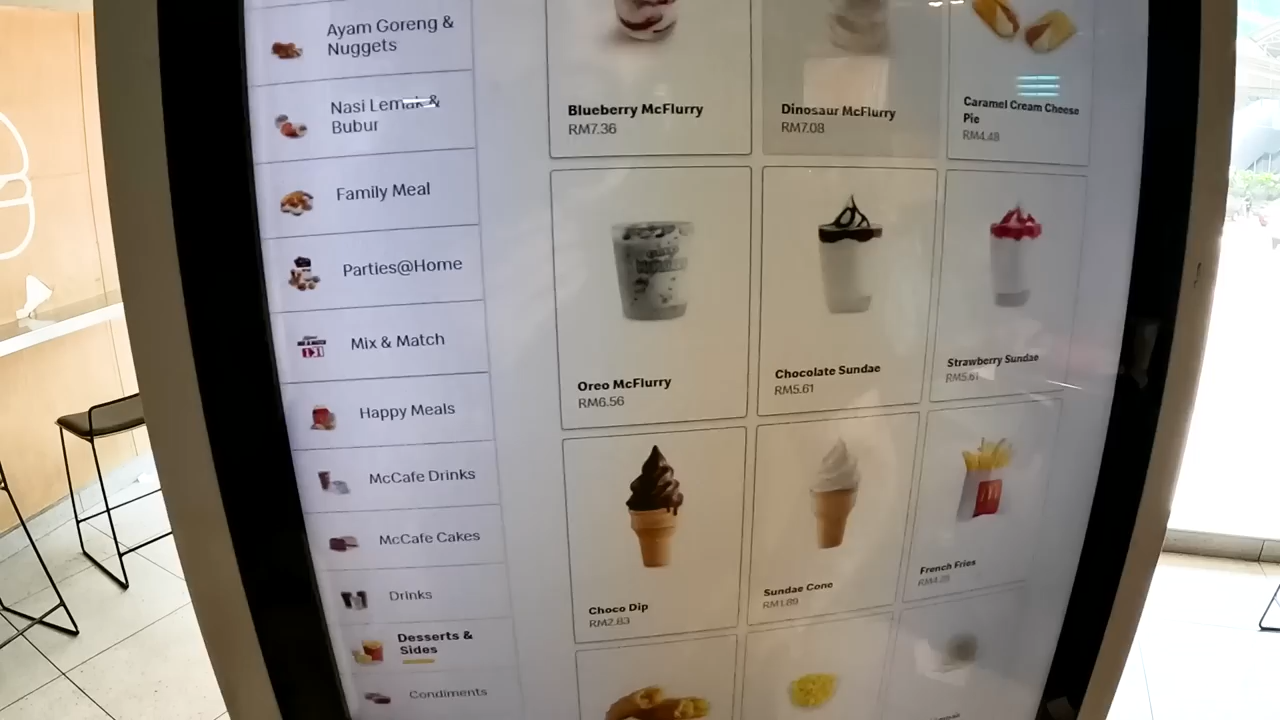 Ayam Goreng &
Nuggets
Nasi Lemak &
Bubur
Family Meal
Parties@Home
Mix & Match
Happy Meals
McCafe Drinks
McCafe Cakes
Drinks
Desserts &
Sides
Condiments
Blueberry McFlurry
RM7.36
Dinosaur McFlurry
RM7.08
Caramel Cream Cheese
Pie
RM4.48
Oreo McFlurry
RM6.56
Chocolate Sundae
RM5.61
Strawberry Sundae
RM5.61
Choco Dip
RM2.83
Sundae Cone
RM1.89
French Fries